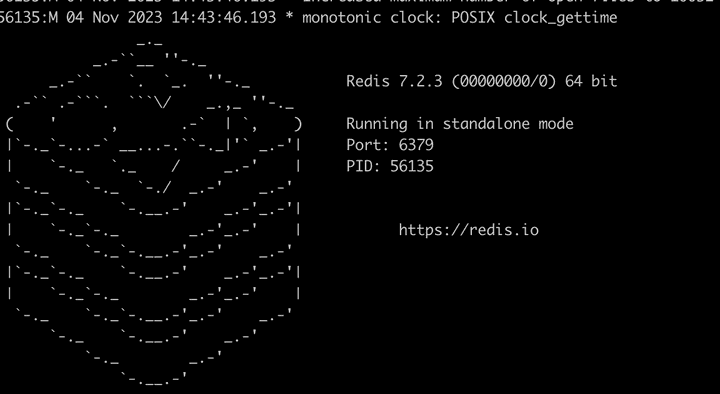 56135:M 04 Nov 2023 14:43:46.193 * monotonic clock: POSIX clock_gettime
Redis 7.2.3 (00000000/0) 64 bit
Running in standalone mode
Port: 6379
PID: 56135
https://redis.io